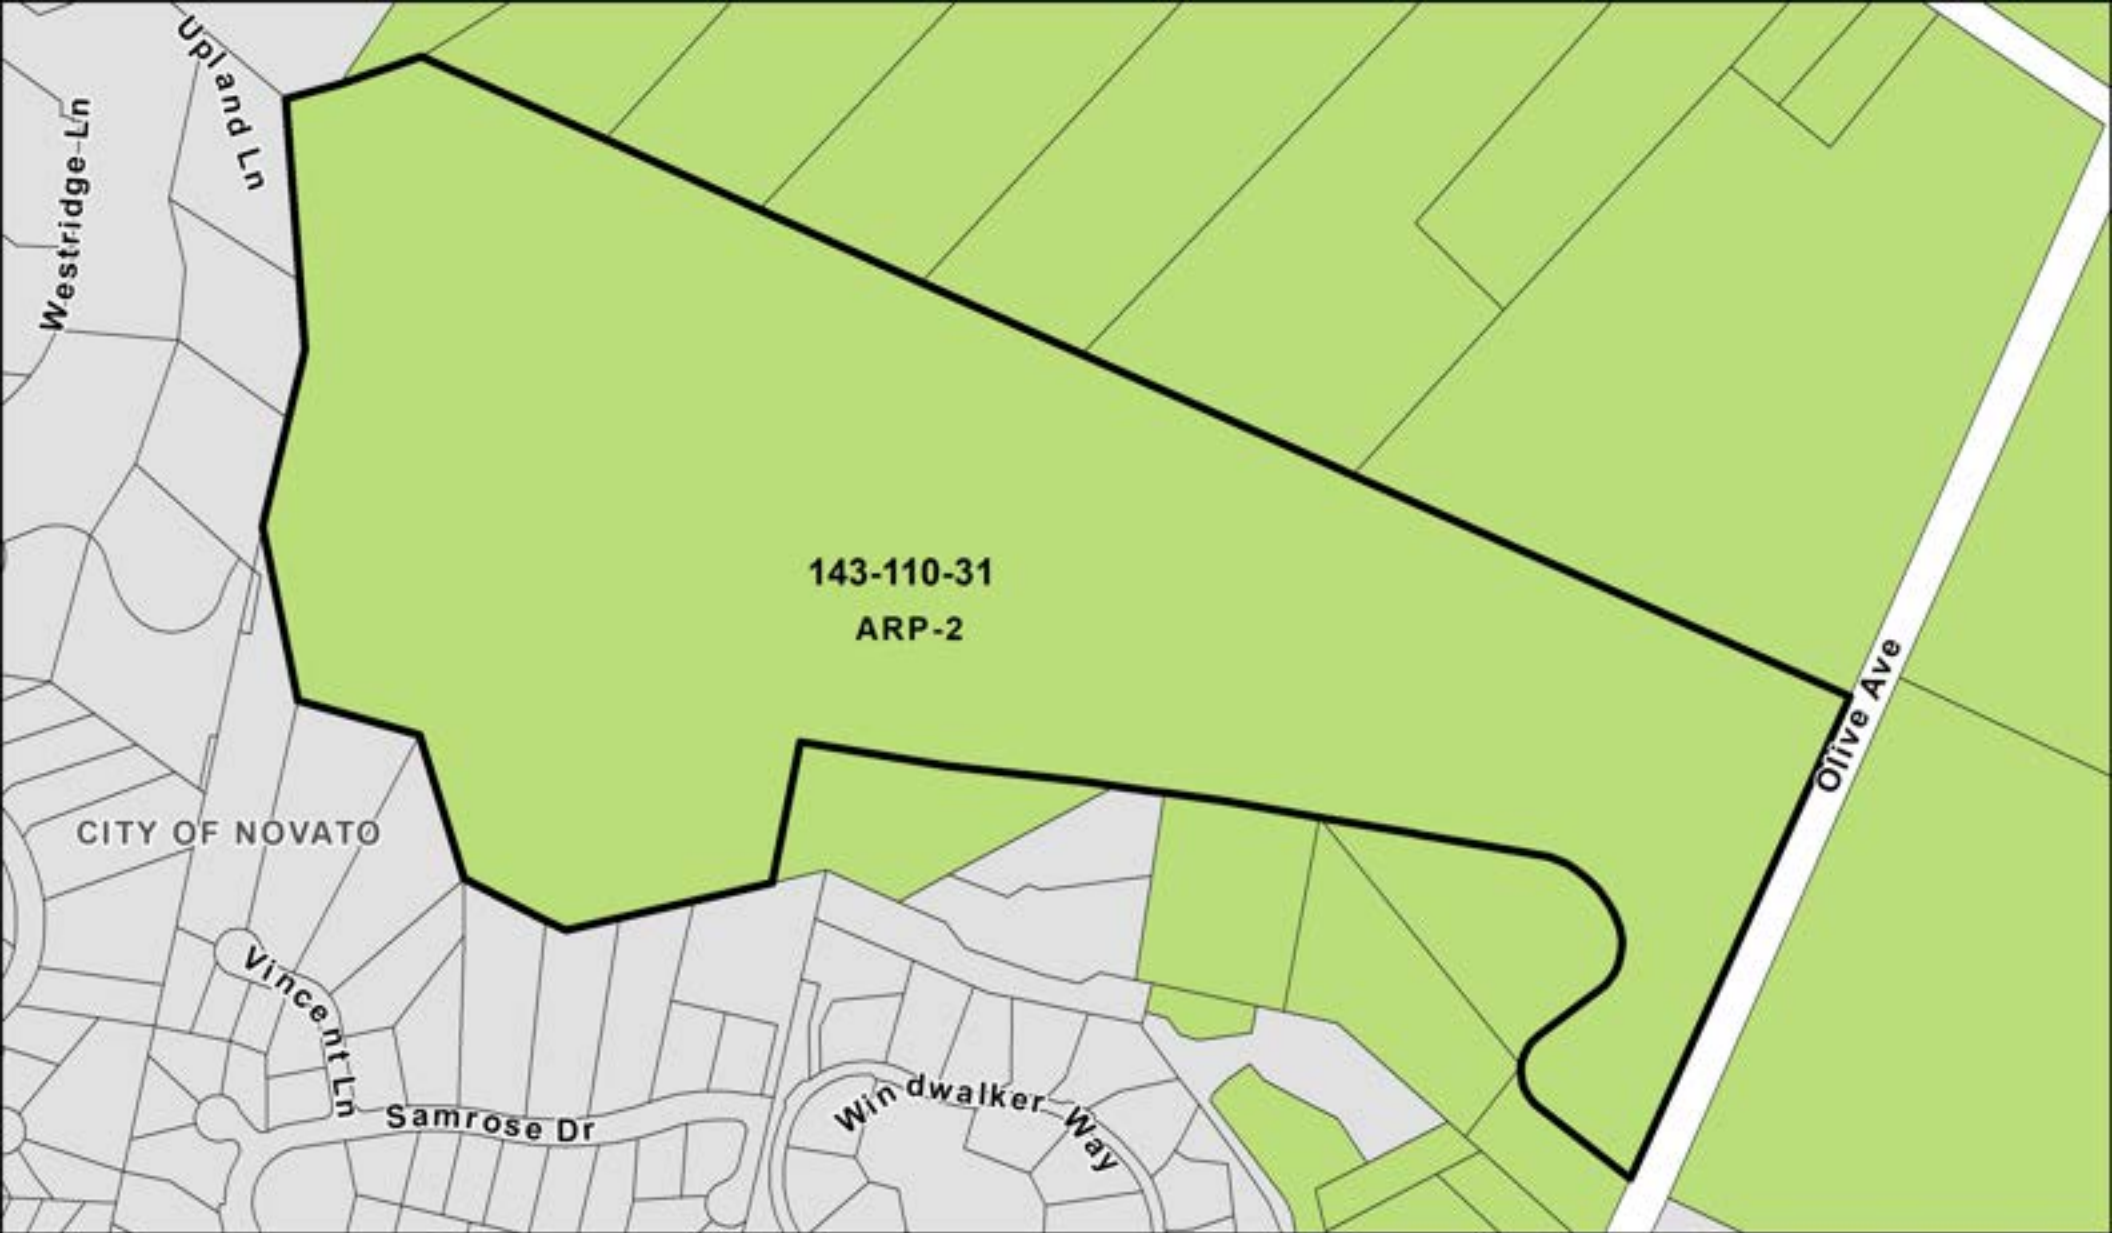 Upland Ln
Westridge Ln
143-110-31
ARP-2
Olive Ave
CITY OF NOVATO
Vincent Ln
Samrose Dr
Windwalker Way